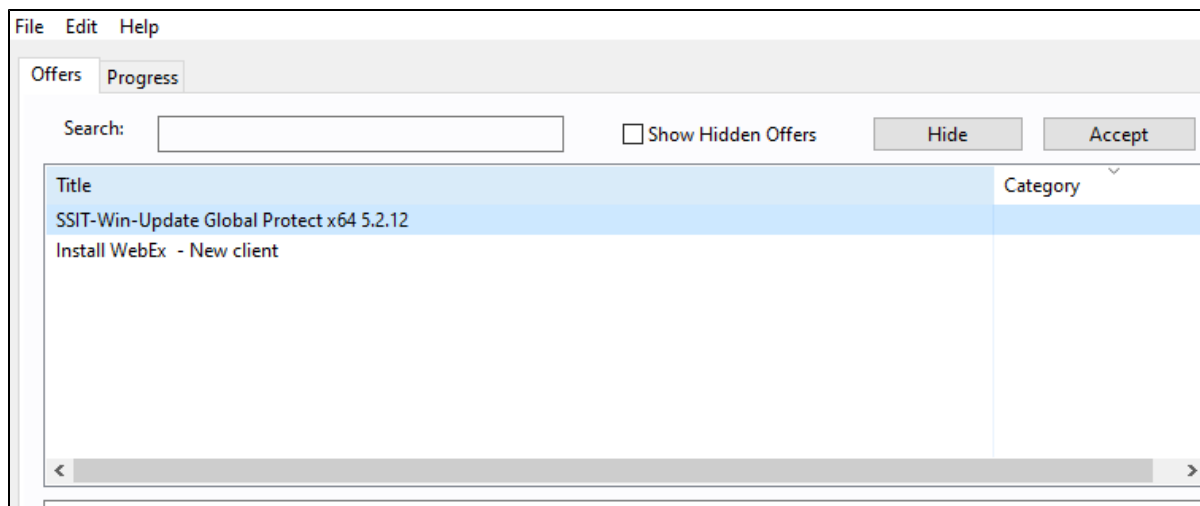 File Edit Help
Offers Progress
Search: Show Hidden Offers Hide Accept
Title Category
SSIT-Win-Update Global Protect x64 5.2.12
Install WebEx - New client